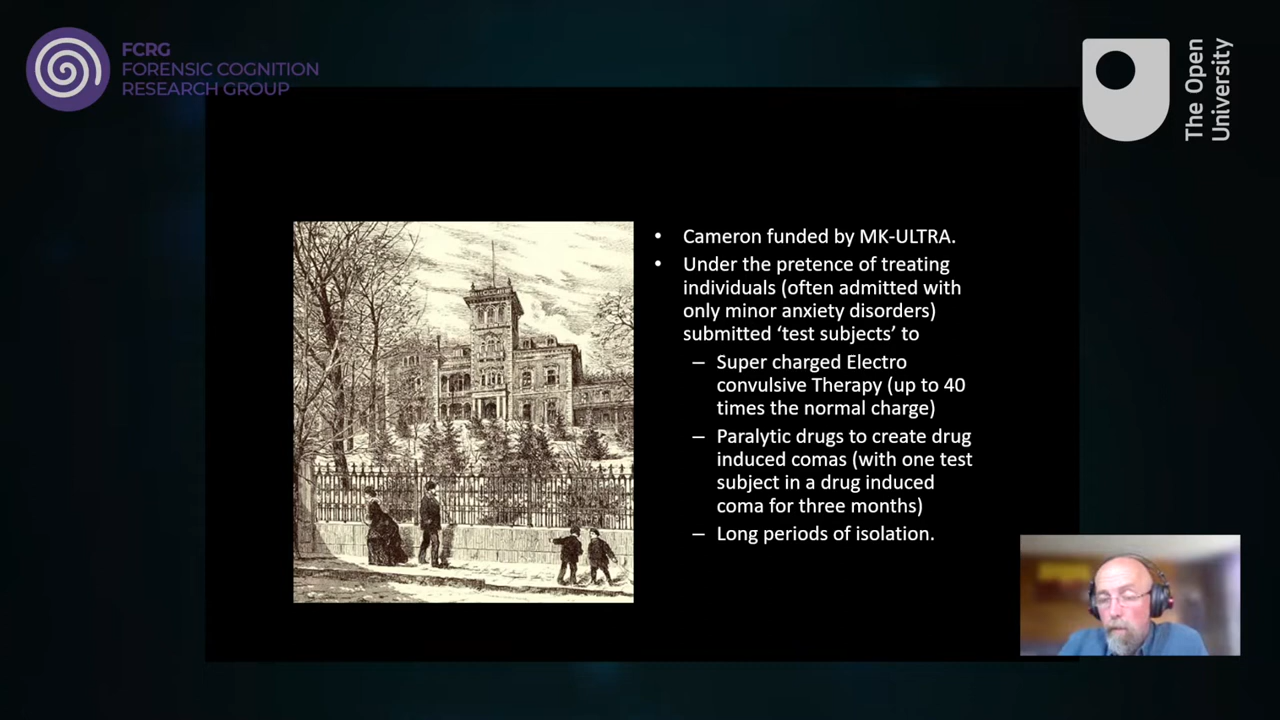 FCRG
FORENSIC COGNITION
RESEARCH GROUP
The Open
University
• Cameron funded by MK-ULTRA.
• Under the pretence of treating
individuals (often admitted with
only minor anxiety disorders)
submitted ‘test subjects’ to
– Super charged Electro
convulsive Therapy (up to 40
times the normal charge)
– Paralytic drugs to create drug
induced comas (with one test
subject in a drug induced
coma for three months)
– Long periods of isolation.